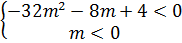 −32m² − 8m + 4 < 0
m < 0